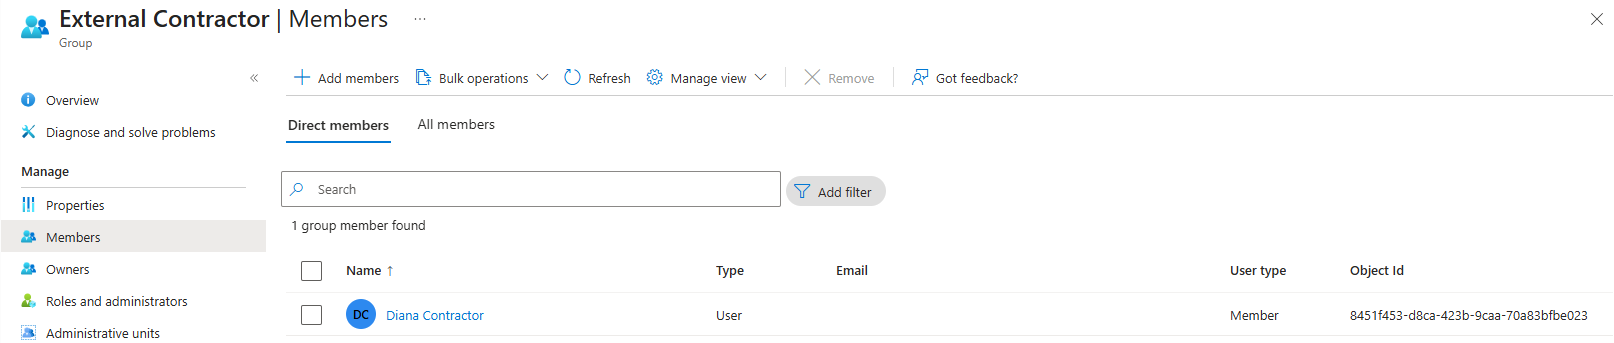 External Contractor | Members ...
Group
«
Overview
Diagnose and solve problems
Manage
Properties
Members
Owners
Roles and administrators
Administrative units
Add members Bulk operations Refresh Manage view Remove Got feedback?
Direct members All members
Search Add filter
1 group member found
Name ↑ Type Email User type Object Id
DC Diana Contractor User Member 8451f453-d8ca-423b-9caa-70a83bfbe023